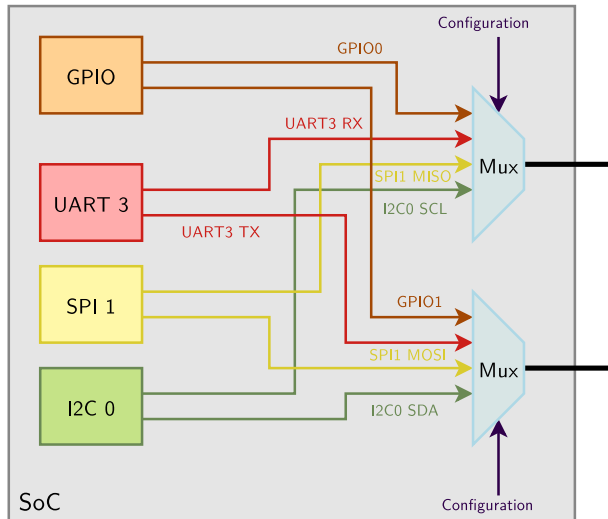 Configuration
GPIO0
GPIO
UART3 RX
Mux
SPI1 MISO
UART 3
I2C0 SCL
UART3 TX
GPIO1
SPI 1
SPI1 MOSI
Mux
I2C 0
I2C0 SDA
SoC
Configuration